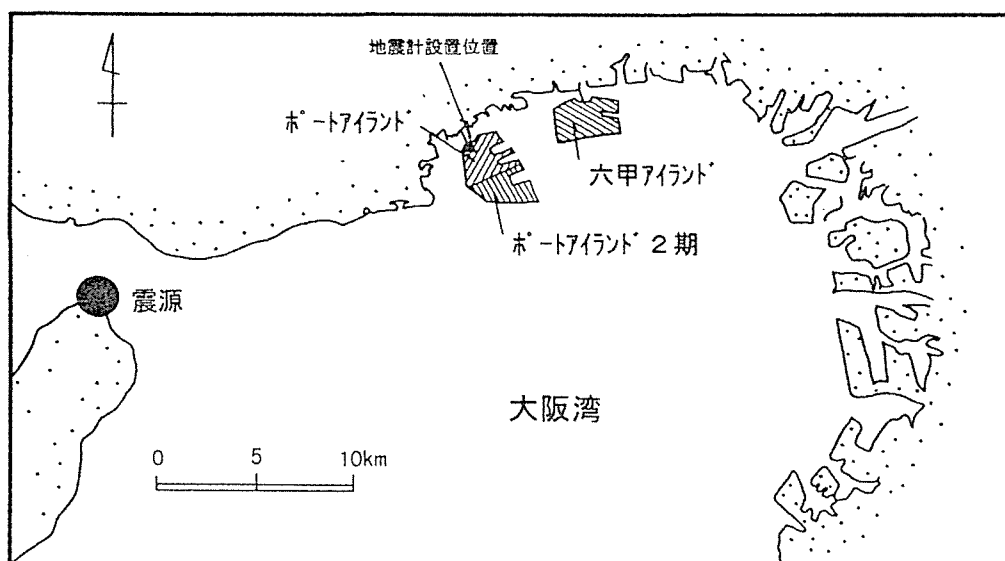 地震計設置位置
ポートアイランド
六甲アイランド
ポートアイランド 2期
震源
大阪湾
0 5 10km